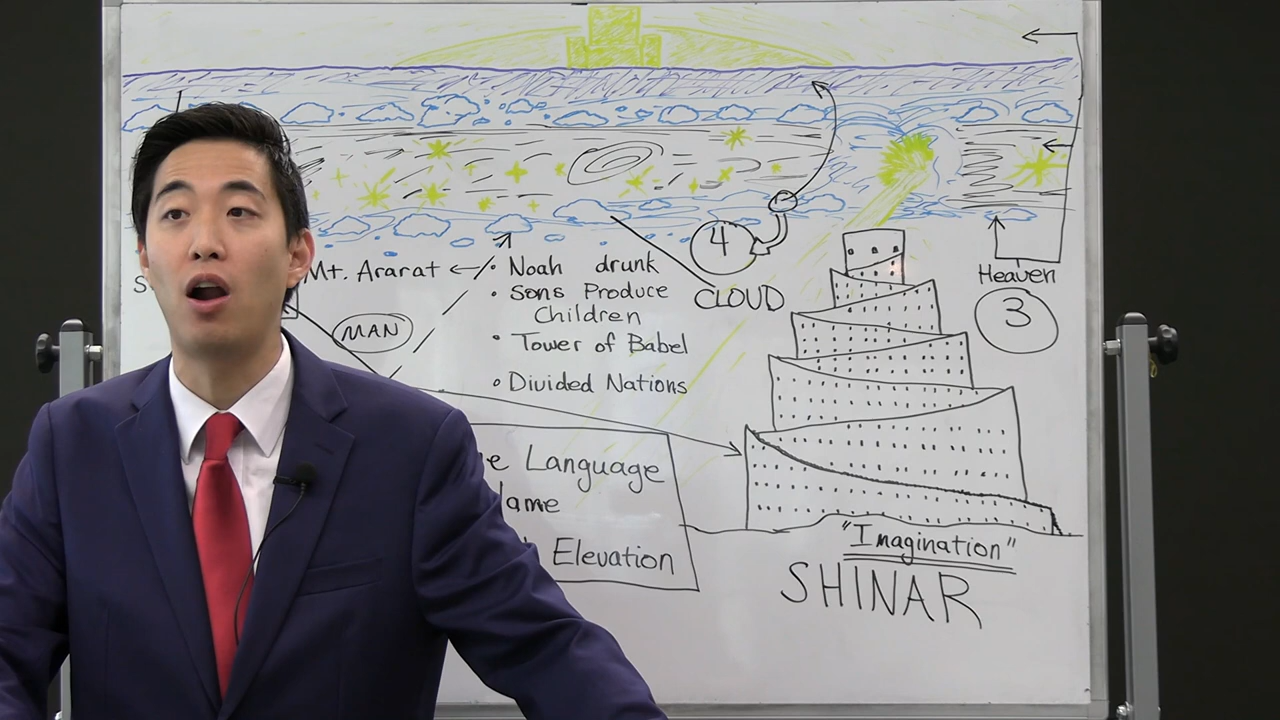 Mt. Ararat
MAN
Noah drunk
Sons Produce
Children
Tower of Babel
Divided Nations
4
CLOUD
Heaven
3
Language
Elevation
"Imagination"
SHINAR